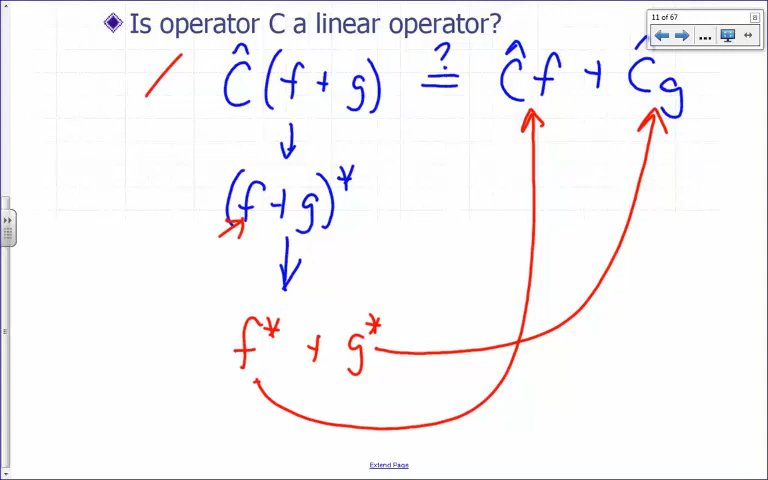 Is operator C a linear operator?
11 of 67
...
Ĉ(f + g) ≟ Ĉf + Ĉg
(f + g)*
f* + g*
Extend Page